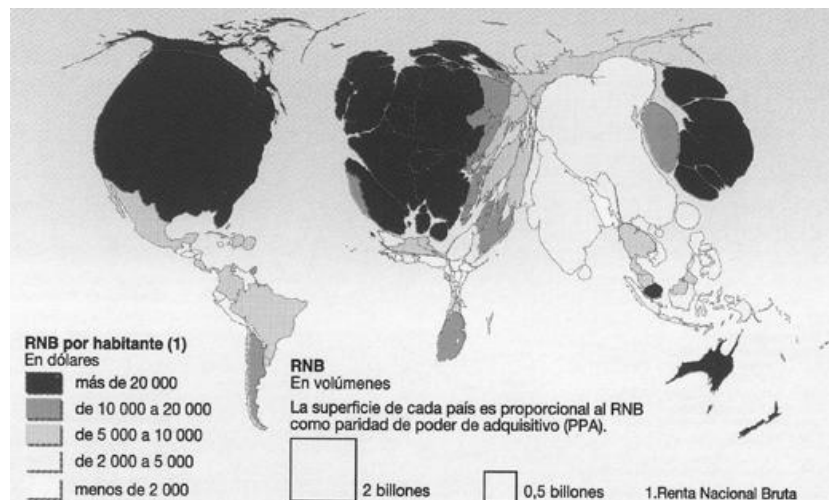 RNB por habitante (1)
En dólares
más de 20 000
de 10 000 a 20 000
de 5 000 a 10 000
de 2 000 a 5 000
menos de 2 000
RNB
En volúmenes
La superficie de cada país es proporcional al RNB
como paridad de poder de adquisitivo (PPA).
2 billones
0,5 billones
1.Renta Nacional Bruta